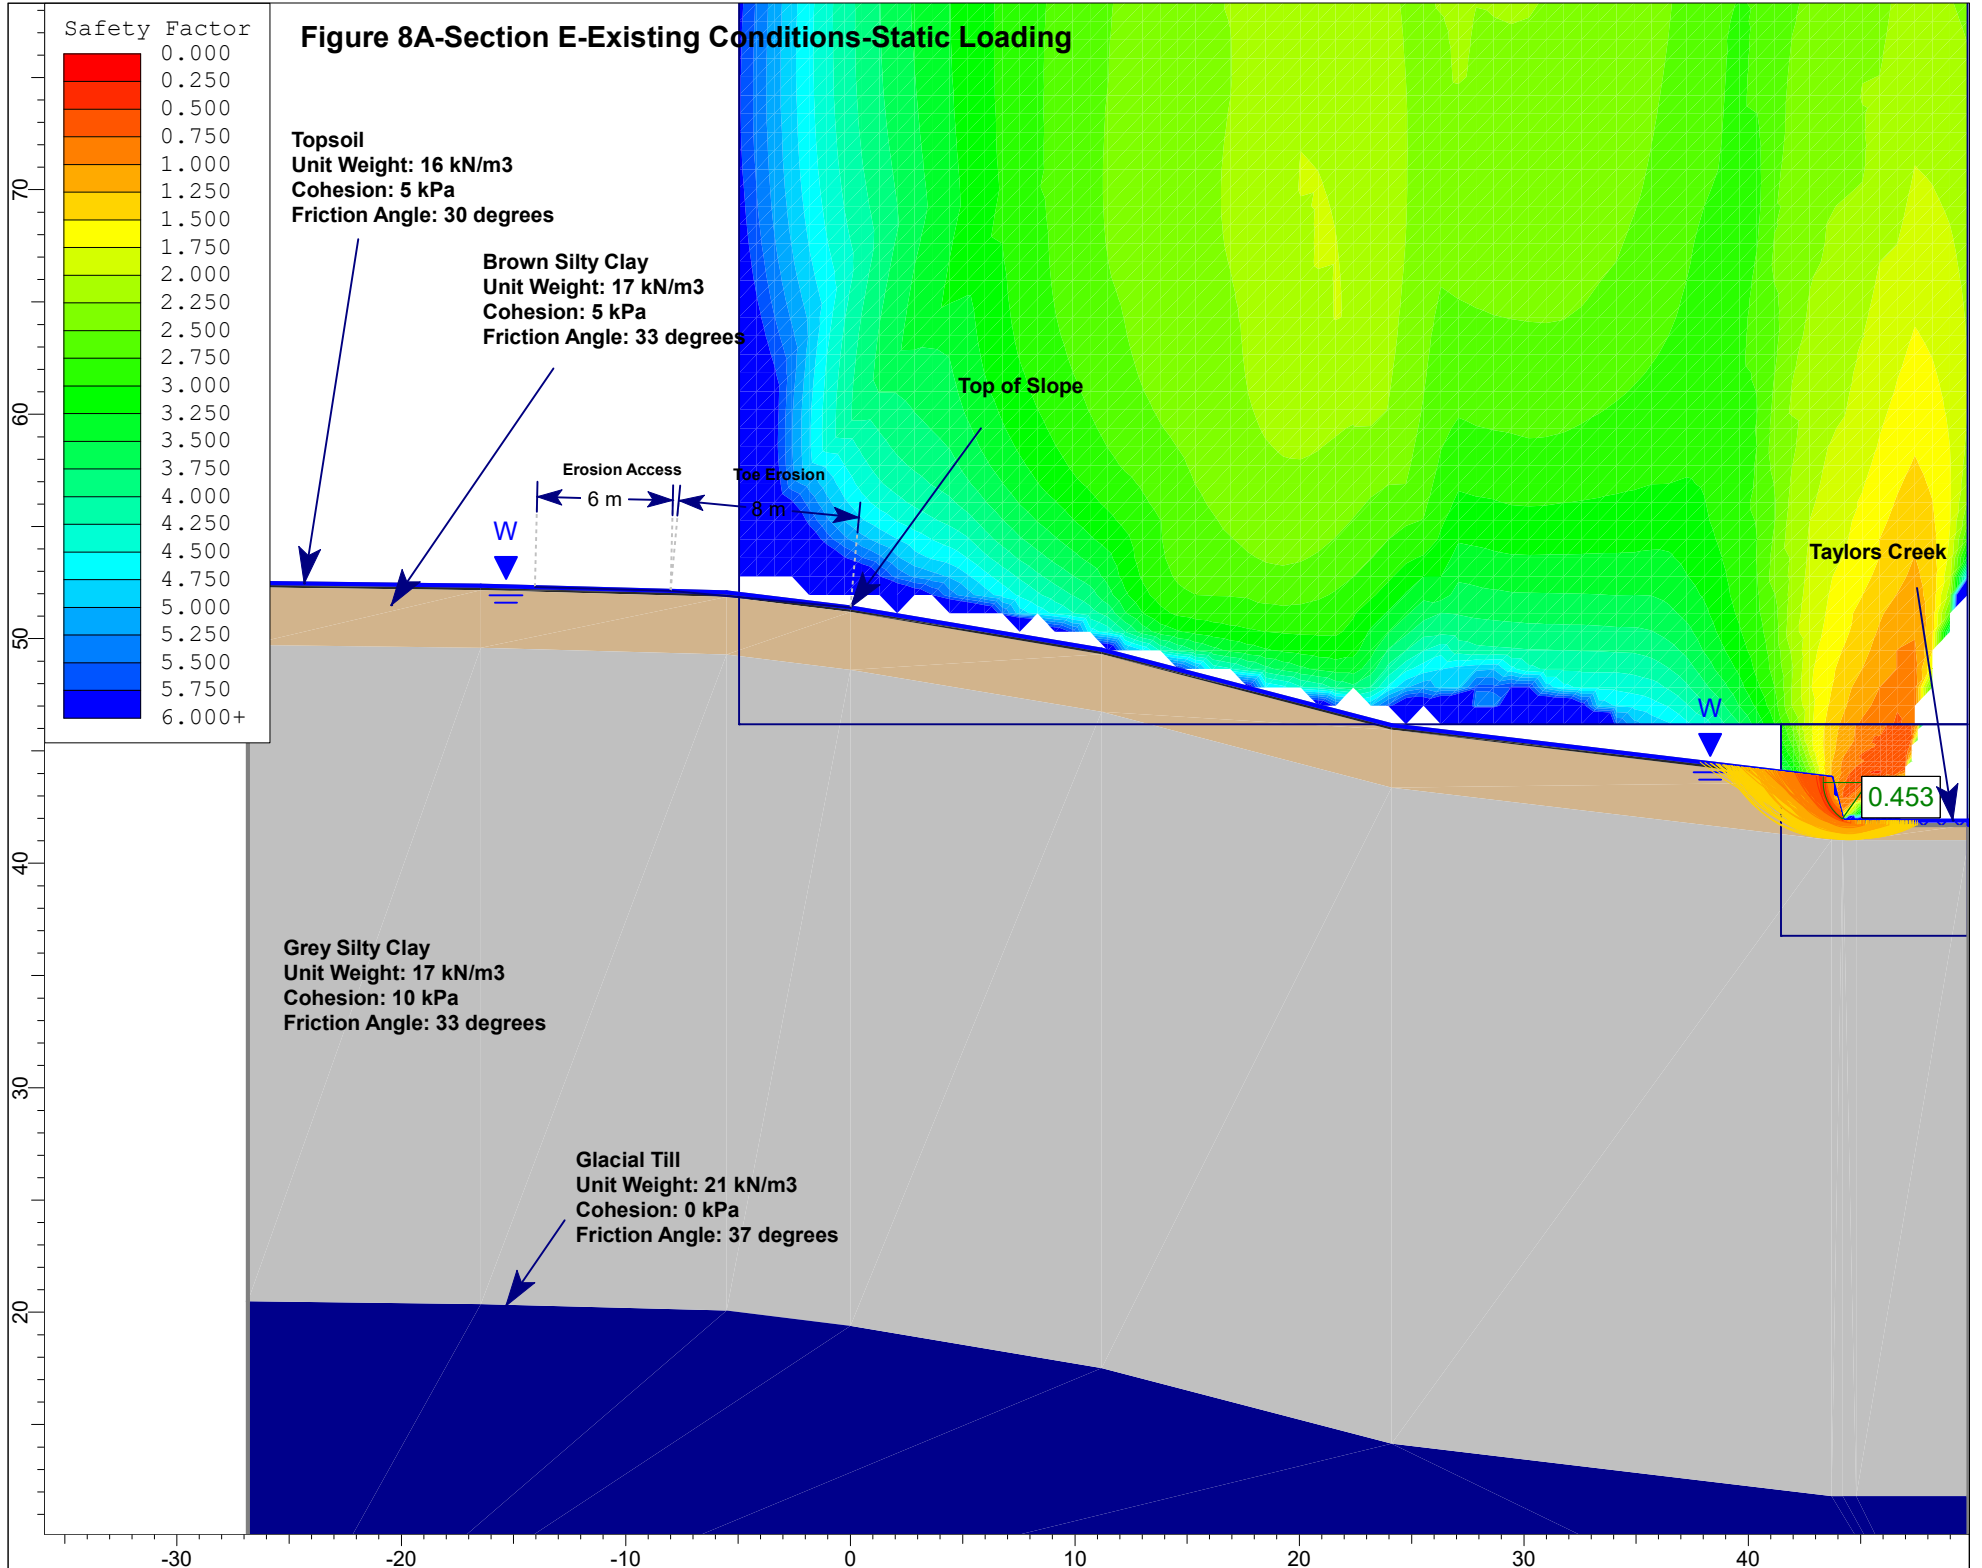 Safety Factor
0.000
0.250
0.500
0.750
1.000
1.250
1.500
1.750
2.000
2.250
2.500
2.750
3.000
3.250
3.500
3.750
4.000
4.250
4.500
4.750
5.000
5.250
5.500
5.750
6.000+
Figure 8A-Section E-Existing Conditions-Static Loading
Topsoil
Unit Weight: 16 kN/m3
Cohesion: 5 kPa
Friction Angle: 30 degrees
Brown Silty Clay
Unit Weight: 17 kN/m3
Cohesion: 5 kPa
Friction Angle: 33 degrees
Top of Slope
Erosion Access
6 m
Toe Erosion
8 m
W
Taylors Creek
W
0.453
Grey Silty Clay
Unit Weight: 17 kN/m3
Cohesion: 10 kPa
Friction Angle: 33 degrees
Glacial Till
Unit Weight: 21 kN/m3
Cohesion: 0 kPa
Friction Angle: 37 degrees
70
60
50
40
30
20
-30
-20
-10
0
10
20
30
40